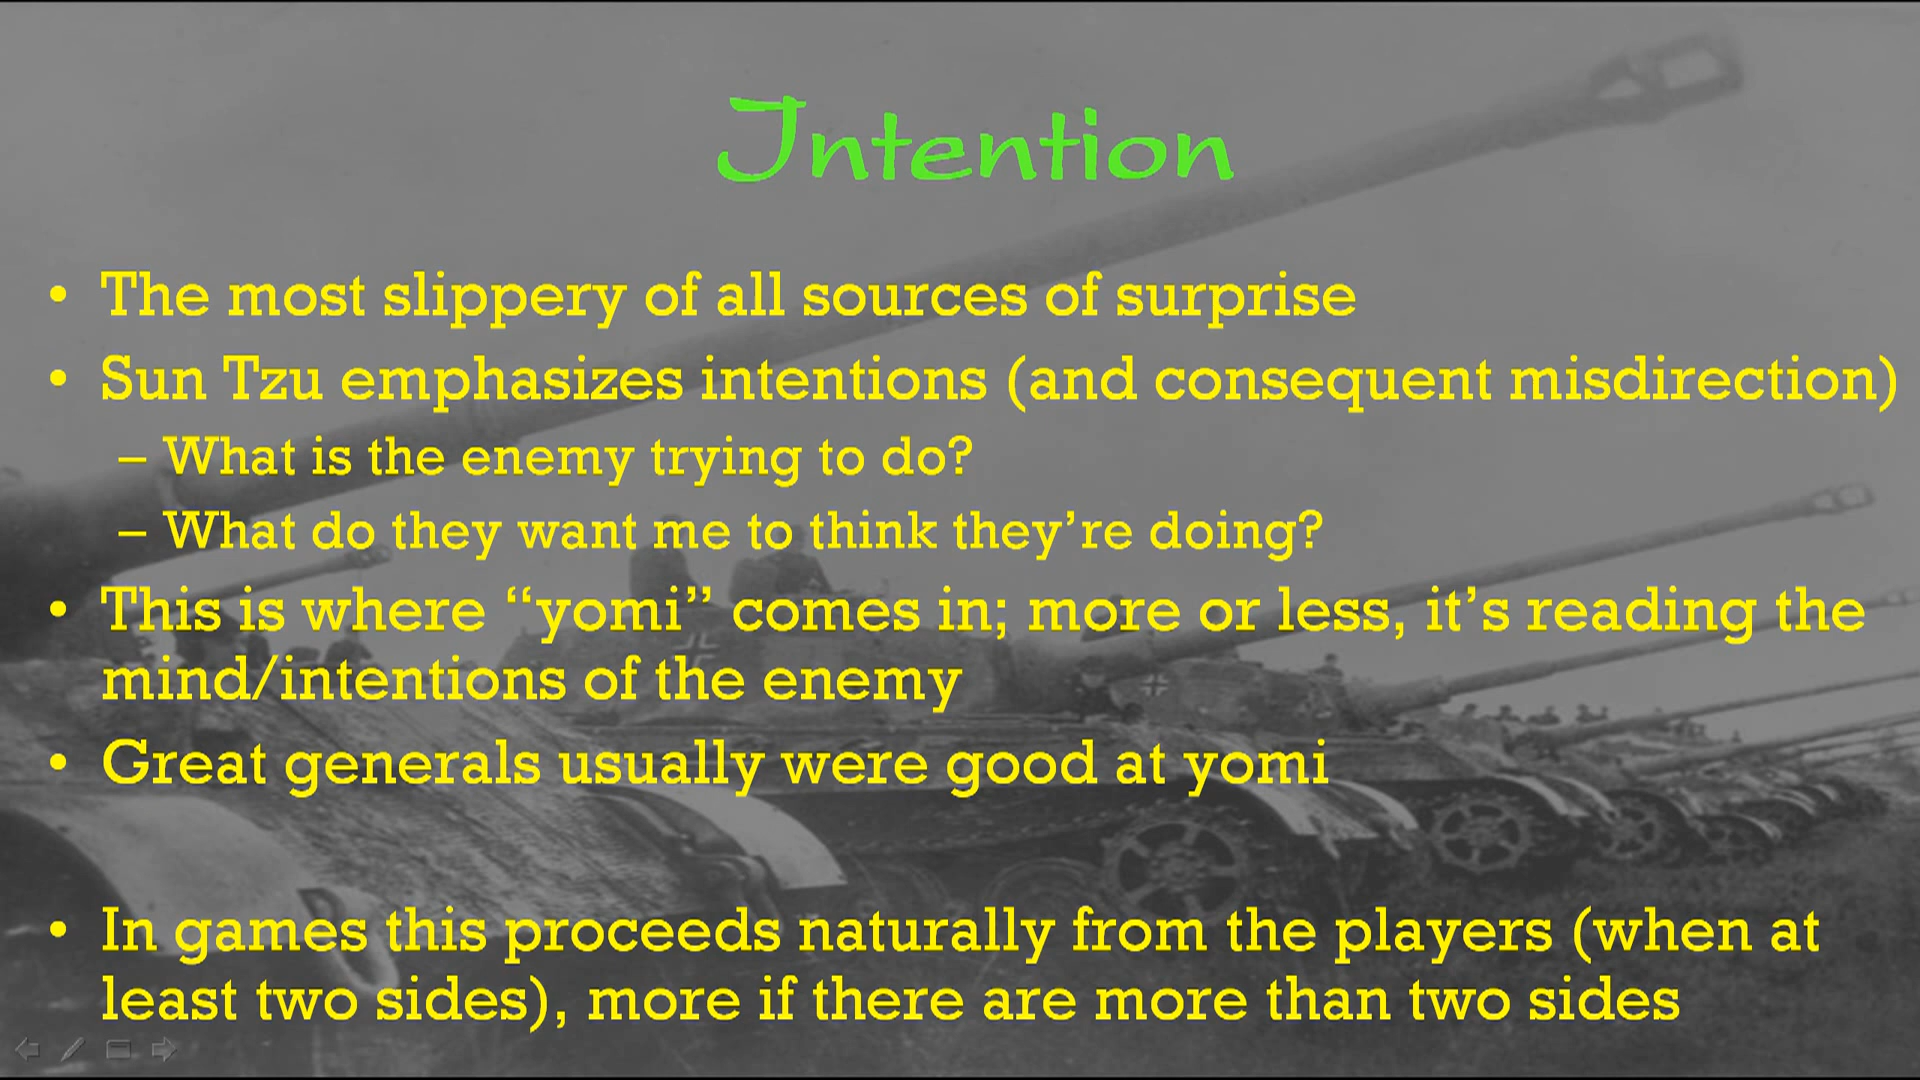 Intention
• The most slippery of all sources of surprise
• Sun Tzu emphasizes intentions (and consequent misdirection)
– What is the enemy trying to do?
– What do they want me to think they’re doing?
• This is where “yomi” comes in; more or less, it’s reading the
mind/intentions of the enemy
• Great generals usually were good at yomi
• In games this proceeds naturally from the players (when at
least two sides), more if there are more than two sides